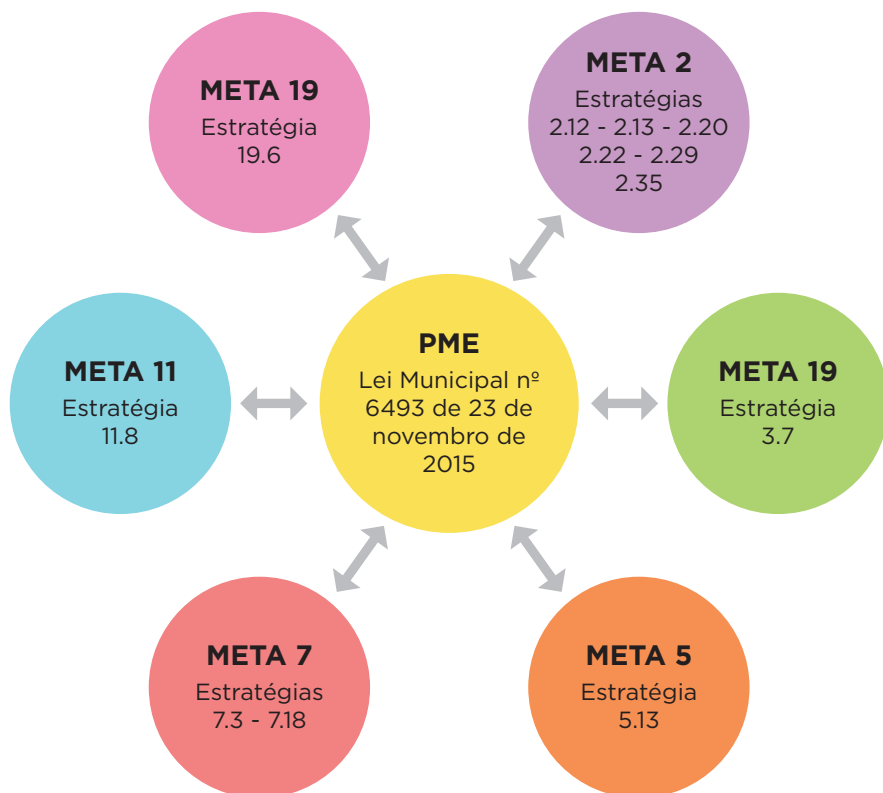 META 19
Estratégia
19.6
META 2
Estratégias
2.12 - 2.13 - 2.20
2.22 - 2.29
2.35
META 11
Estratégia
11.8
PME
Lei Municipal nº
6493 de 23 de
novembro de
2015
META 19
Estratégia
3.7
META 7
Estratégias
7.3 - 7.18
META 5
Estratégia
5.13